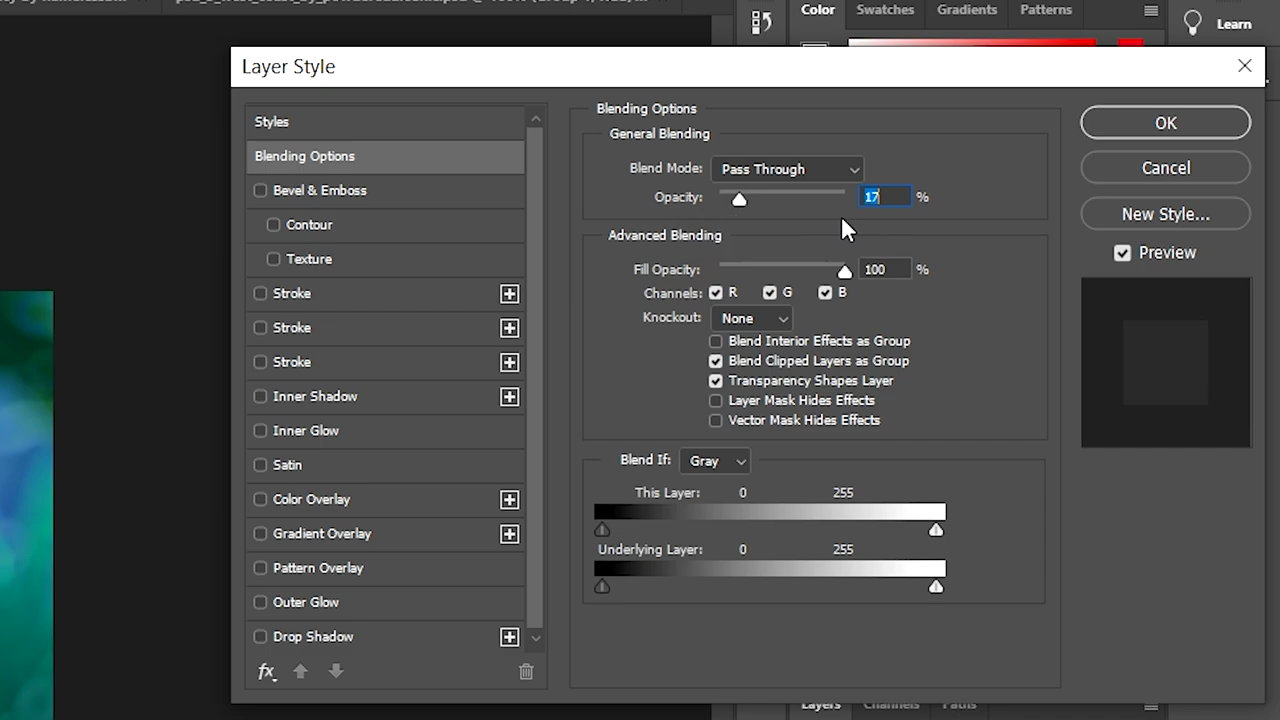 Color
Swatches
Gradients
Patterns
Learn
Layer Style
Styles
Blending Options
Bevel & Emboss
Contour
Texture
Stroke
Stroke
Stroke
Inner Shadow
Inner Glow
Satin
Color Overlay
Gradient Overlay
Pattern Overlay
Outer Glow
Drop Shadow
fx
Blending Options
General Blending
Blend Mode: Pass Through
Opacity: 17 %
Advanced Blending
Fill Opacity: 100 %
Channels: R G B
Knockout: None
Blend Interior Effects as Group
Blend Clipped Layers as Group
Transparency Shapes Layer
Layer Mask Hides Effects
Vector Mask Hides Effects
Blend If: Gray
This Layer: 0 255
Underlying Layer: 0 255
OK
Cancel
New Style...
Preview
Layers
Channels
Paths